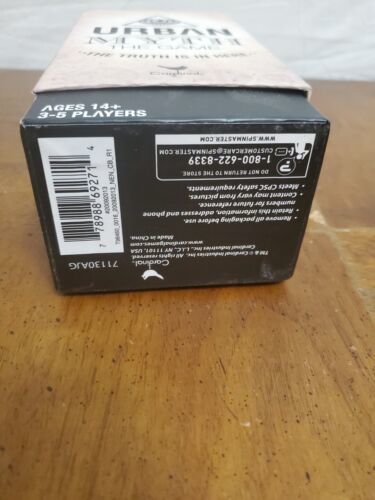 URBAN
MYTH
THE GAME
"THE TRUTH IS IN HERE"
Cardinal
AGES 14+
3-5 PLAYERS
7 78988 69271 4
#20092013
T98460_0016_20092013_MEN_CBI_R1
WWW.SPINMASTER.COM
CUSTOMERCARE@SPINMASTER.COM
1-800-622-8339
DO NOT RETURN TO THE STORE.
• Meets CPSC safety requirements.
• Content may vary from pictures.
numbers for future reference.
• Retain this information, addresses and phone
• Remove all packaging before use.
Made in China.
www.cardinalgames.com
Cardinal Industries, Inc., L.I.C., NY, 11101 USA
TM & © Cardinal Industries Inc. All rights reserved.
Cardinal
71130AJG